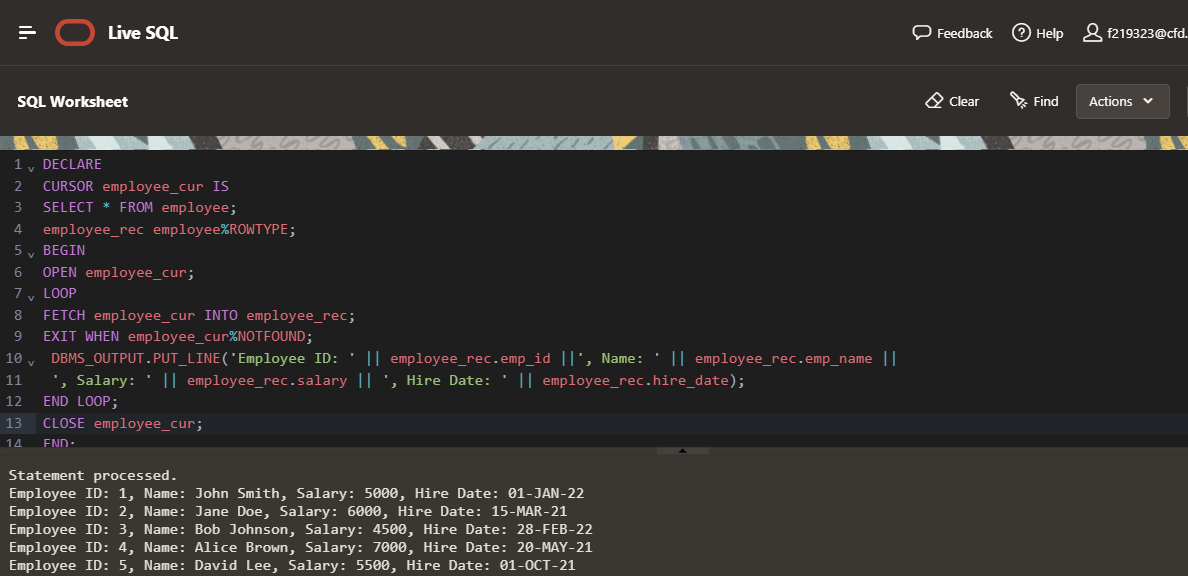 Live SQL
Feedback
Help
f219323@cfd.
SQL Worksheet
Clear
Find
Actions
1 DECLARE
2 CURSOR employee_cur IS
3 SELECT * FROM employee;
4 employee_rec employee%ROWTYPE;
5 BEGIN
6 OPEN employee_cur;
7 LOOP
8 FETCH employee_cur INTO employee_rec;
9 EXIT WHEN employee_cur%NOTFOUND;
10 DBMS_OUTPUT.PUT_LINE('Employee ID: ' || employee_rec.emp_id ||', Name: ' || employee_rec.emp_name ||
11 ', Salary: ' || employee_rec.salary || ', Hire Date: ' || employee_rec.hire_date);
12 END LOOP;
13 CLOSE employee_cur;
14 END;
Statement processed.
Employee ID: 1, Name: John Smith, Salary: 5000, Hire Date: 01-JAN-22
Employee ID: 2, Name: Jane Doe, Salary: 6000, Hire Date: 15-MAR-21
Employee ID: 3, Name: Bob Johnson, Salary: 4500, Hire Date: 28-FEB-22
Employee ID: 4, Name: Alice Brown, Salary: 7000, Hire Date: 20-MAY-21
Employee ID: 5, Name: David Lee, Salary: 5500, Hire Date: 01-OCT-21